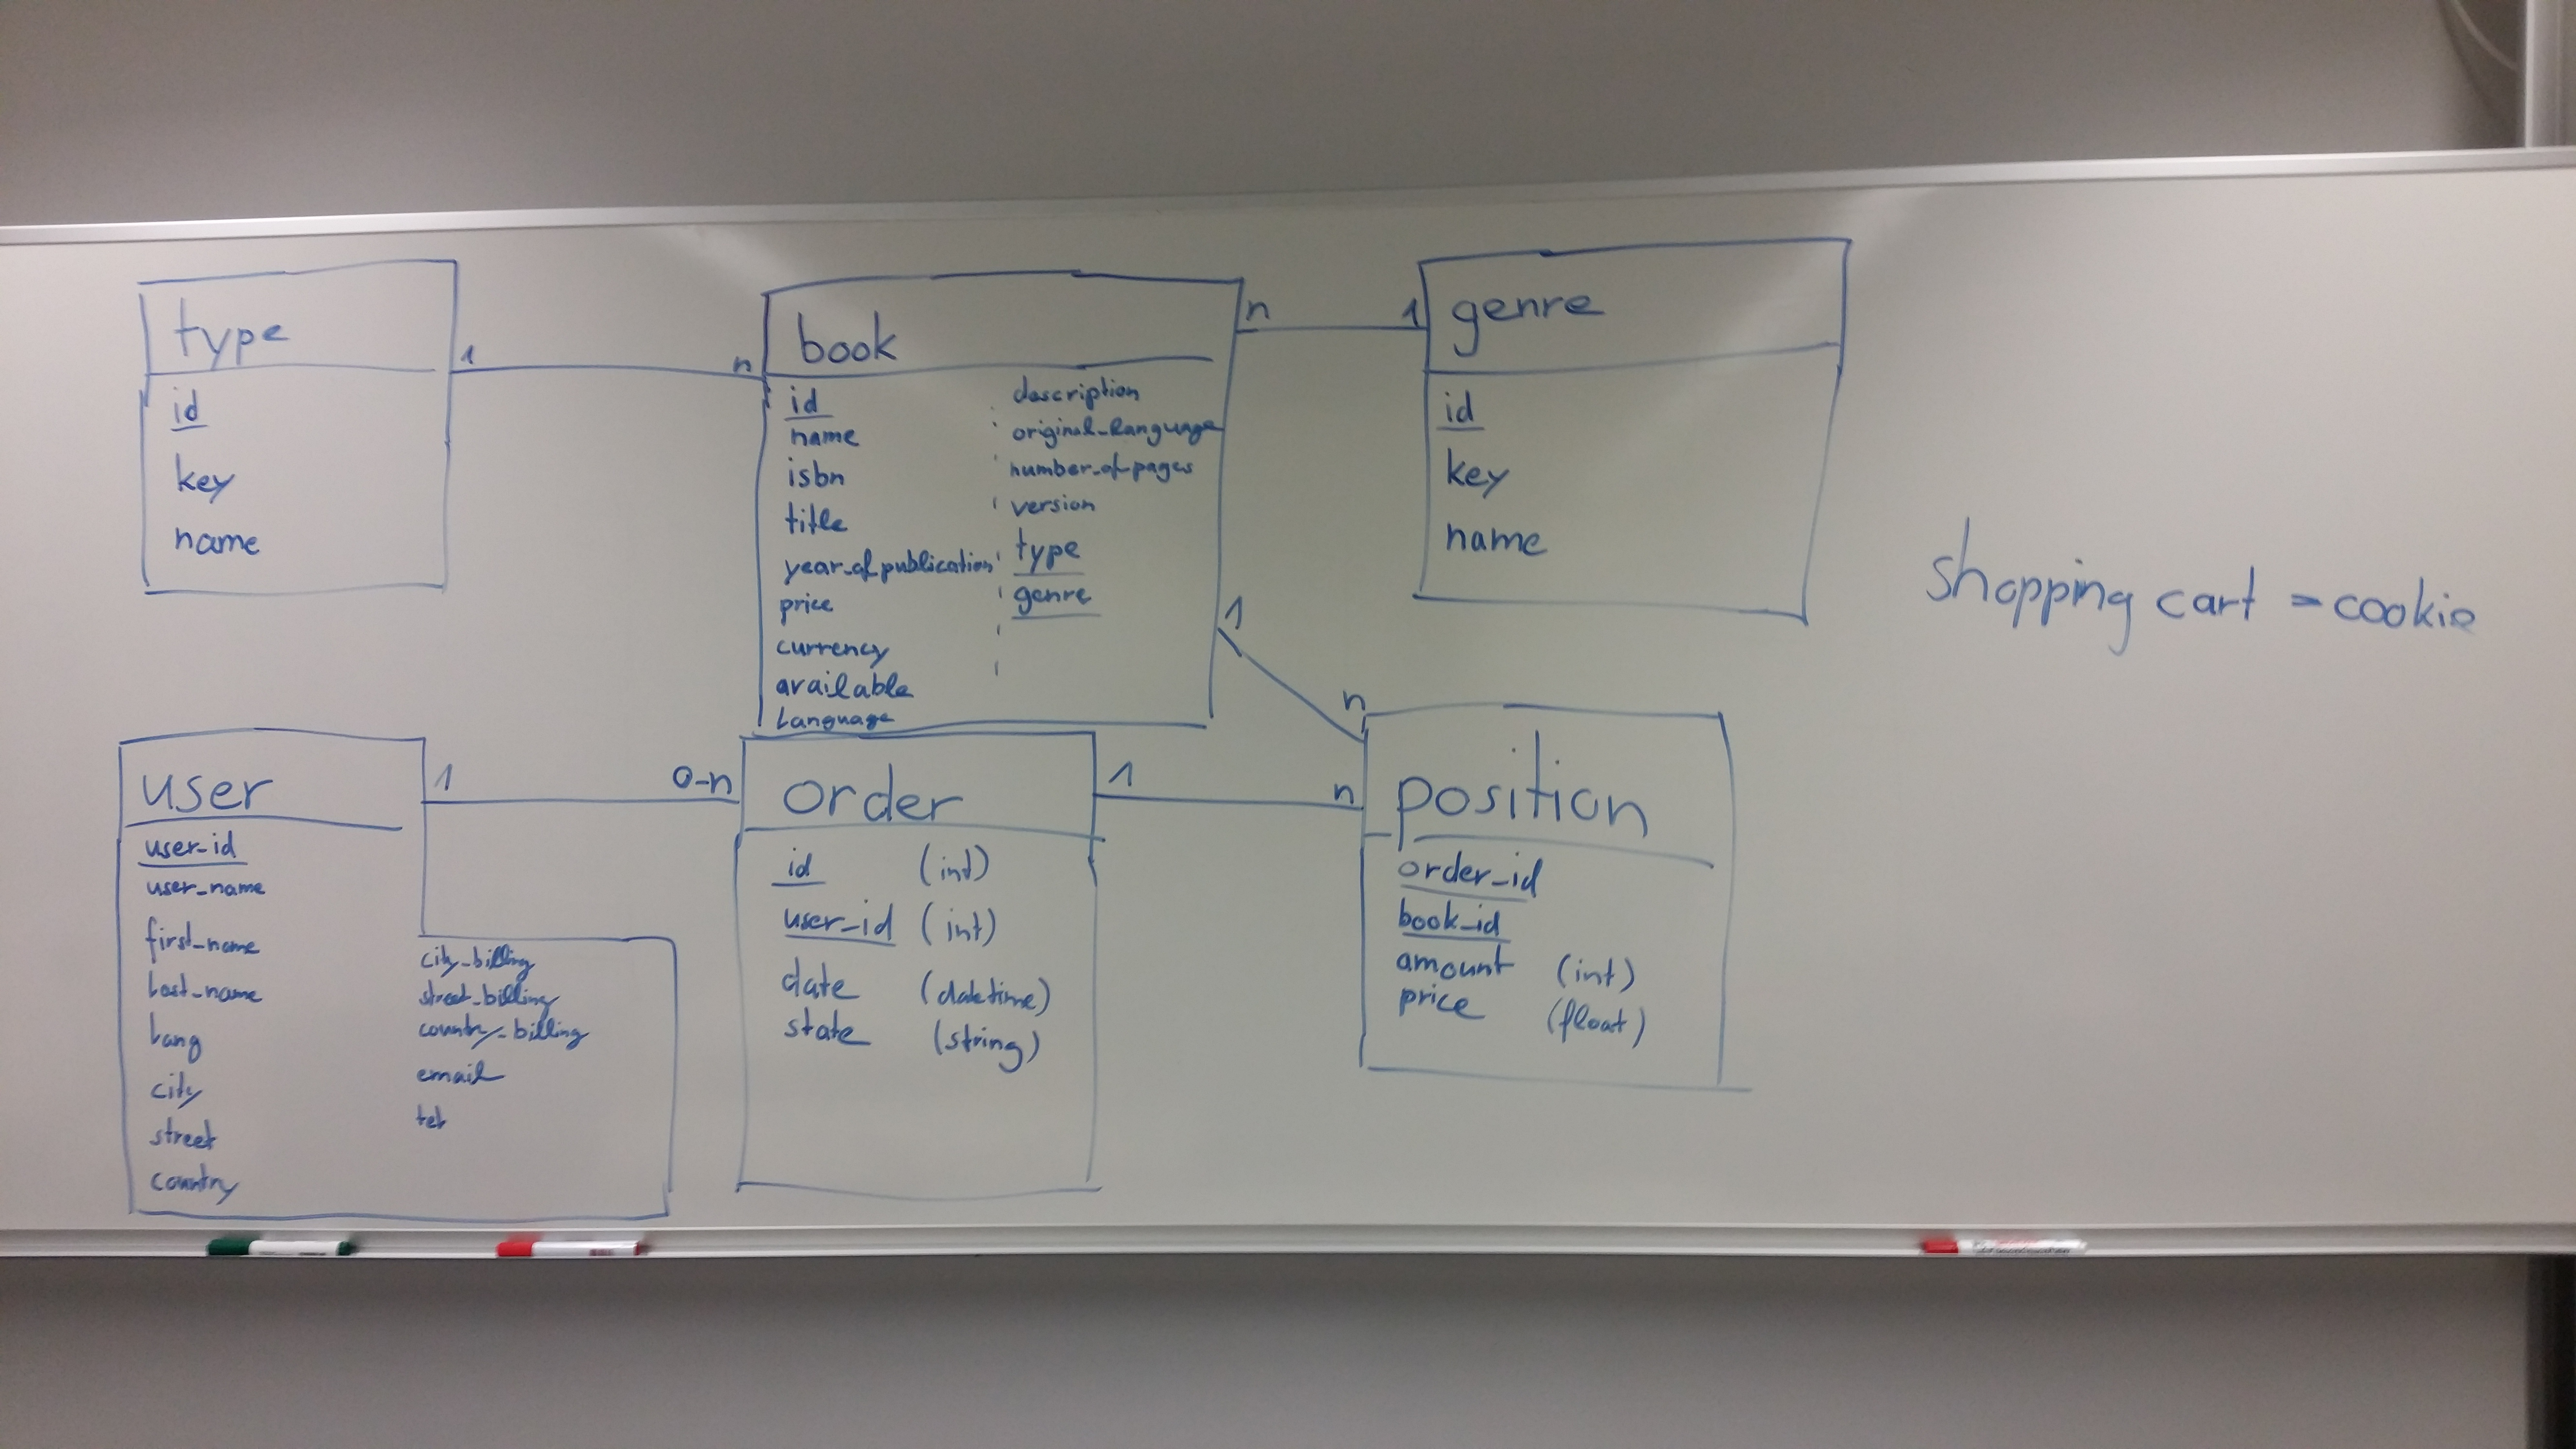 type
id
key
name
1
n
book
id
name
isbn
title
year_of_publication
price
currency
available
language
description
original_language
number_of_pages
version
type
genre
n
1
genre
id
key
name
1
n
shopping cart = cookie
user
user_id
user_name
first_name
last_name
lang
city
street
country
city_billing
street_billing
country_billing
email
tel
1
0-n
order
id (int)
user_id (int)
date (datetime)
state (string)
1
n
position
order_id
book_id
amount (int)
price (float)